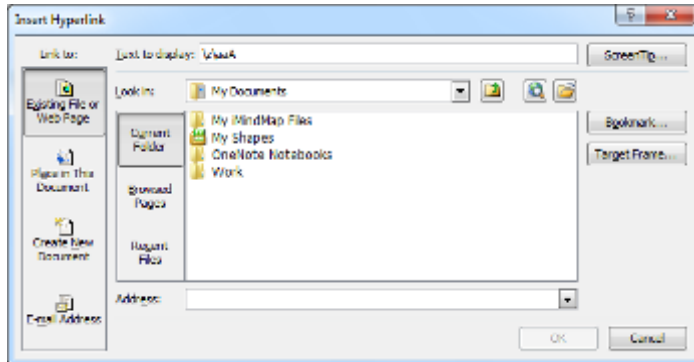 Insert Hyperlink
Link to:
Text to display:
ScreenTip...
Existing File or
Web Page
Look in:
My Documents
Bookmark...
Target Frame...
Current
Folder
My MindMap Files
My Shapes
OneNote Notebooks
Work
Place in This
Document
Browsed
Pages
Create New
Document
Recent
Files
Address:
E-mail Address
OK
Cancel